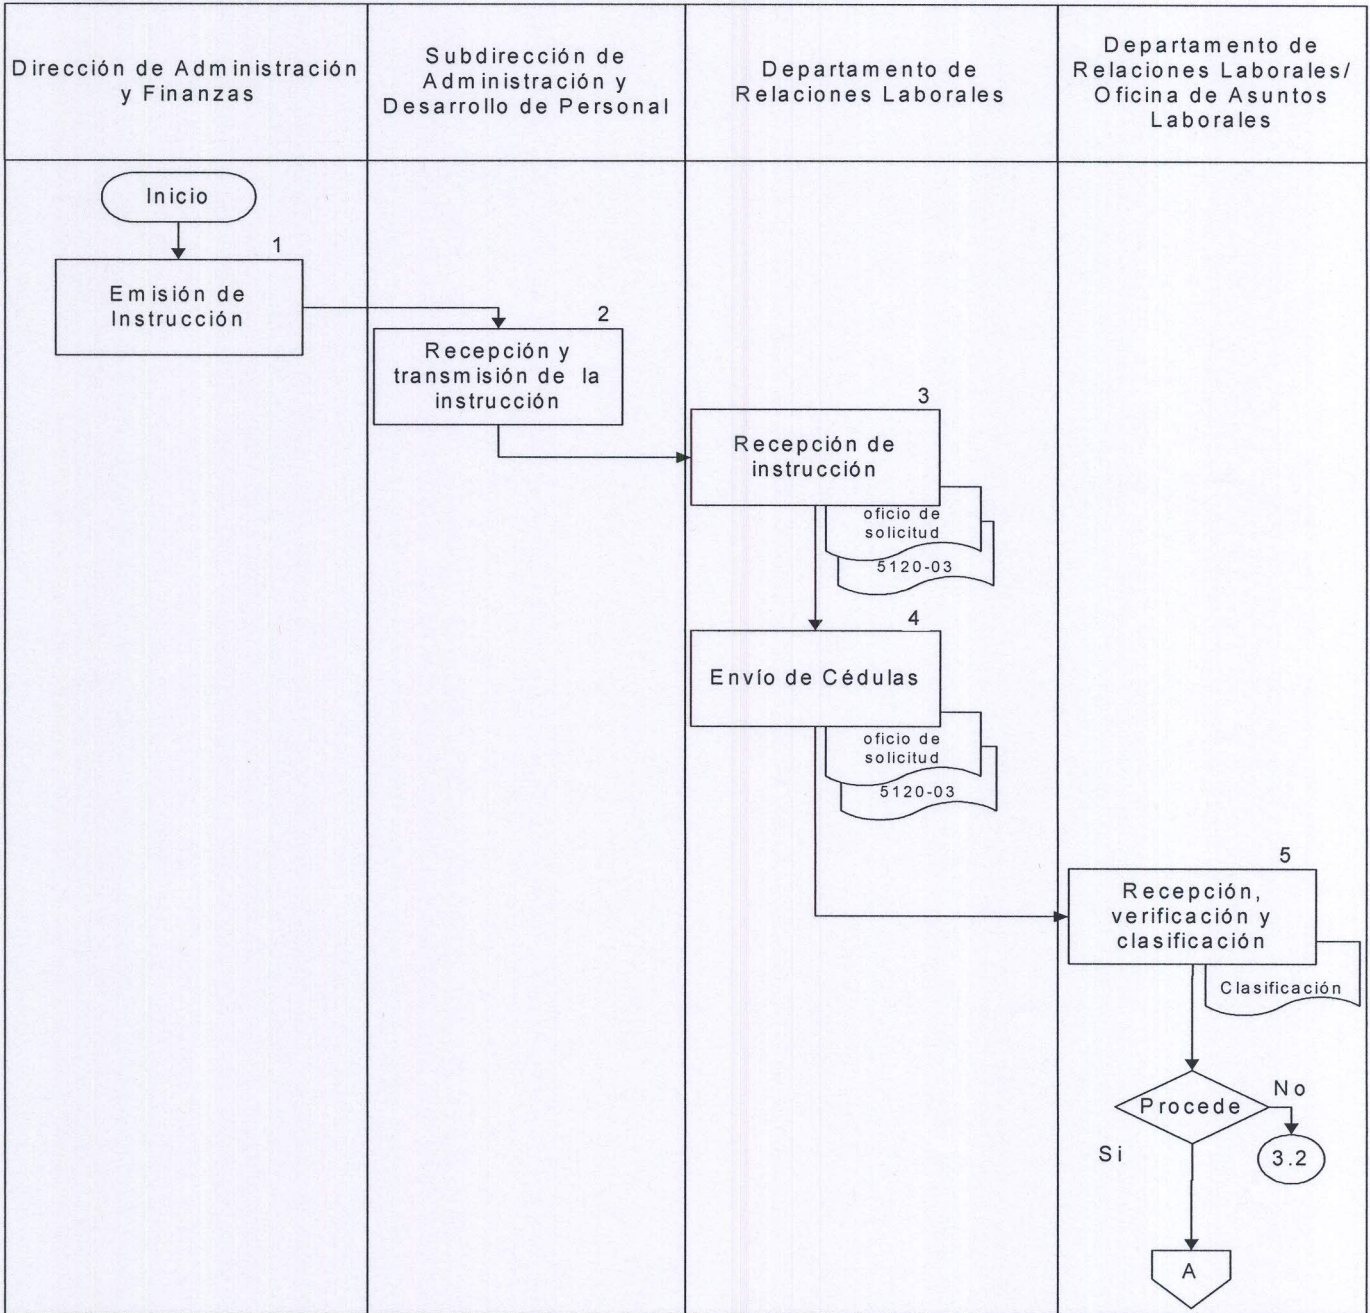 Dirección de Administración
y Finanzas
Subdirección de
Administración y
Desarrollo de Personal
Departamento de
Relaciones Laborales
Departamento de
Relaciones Laborales/
Oficina de Asuntos
Laborales
Inicio
1
Emisión de
Instrucción
2
Recepción y
transmisión de la
instrucción
3
Recepción de
instrucción
oficio de
solicitud
5120-03
4
Envío de Cédulas
oficio de
solicitud
5120-03
5
Recepción,
verificación y
clasificación
Clasificación
Procede
No
3.2
Si
A